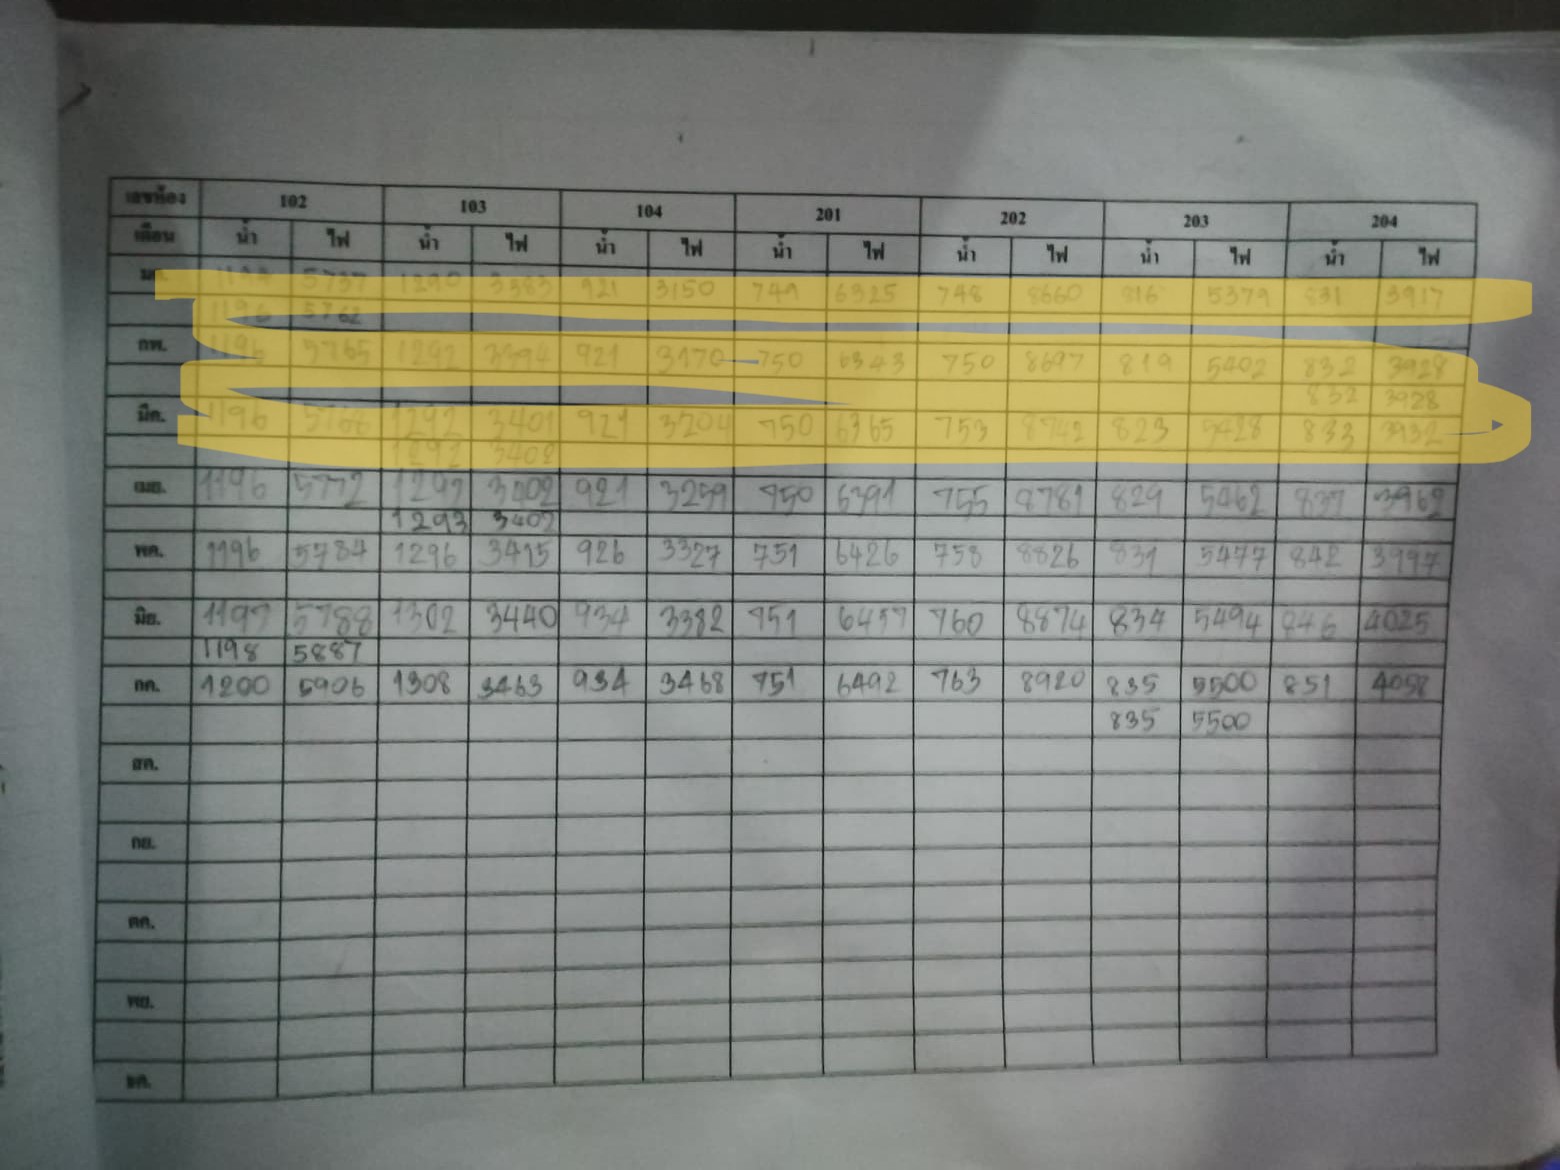 เลขห้อง 102 103 104 201 202 203 204
เดือน น้ำ ไฟ น้ำ ไฟ น้ำ ไฟ น้ำ ไฟ น้ำ ไฟ น้ำ ไฟ น้ำ ไฟ
มค. 5737 1290 3383 921 3150 749 6325 748 8660 816 5379 831 3917
1196 5762
กพ. 1196 5765 1292 3394 921 3170 750 6343 750 8697 819 5402 832 3928
832 3928
มีค. 1196 5768 1292 3401 921 3204 750 6365 753 8742 823 5428 833 3932
1292 3402
เมย. 1196 5772 1292 3402 921 3259 750 6391 755 8781 829 5462 837 3962
1293 3407
พค. 1196 5784 1296 3415 926 3327 751 6426 758 8826 831 5477 842 3997
มิย. 1197 5788 1302 3440 934 3382 751 6457 760 8874 834 5494 846 4025
1198 5887
กค. 1200 5906 1308 3463 934 3468 751 6492 763 8920 835 5500 851 4058
835 5500
สค.
กย.
ตค.
พย.
ธค.